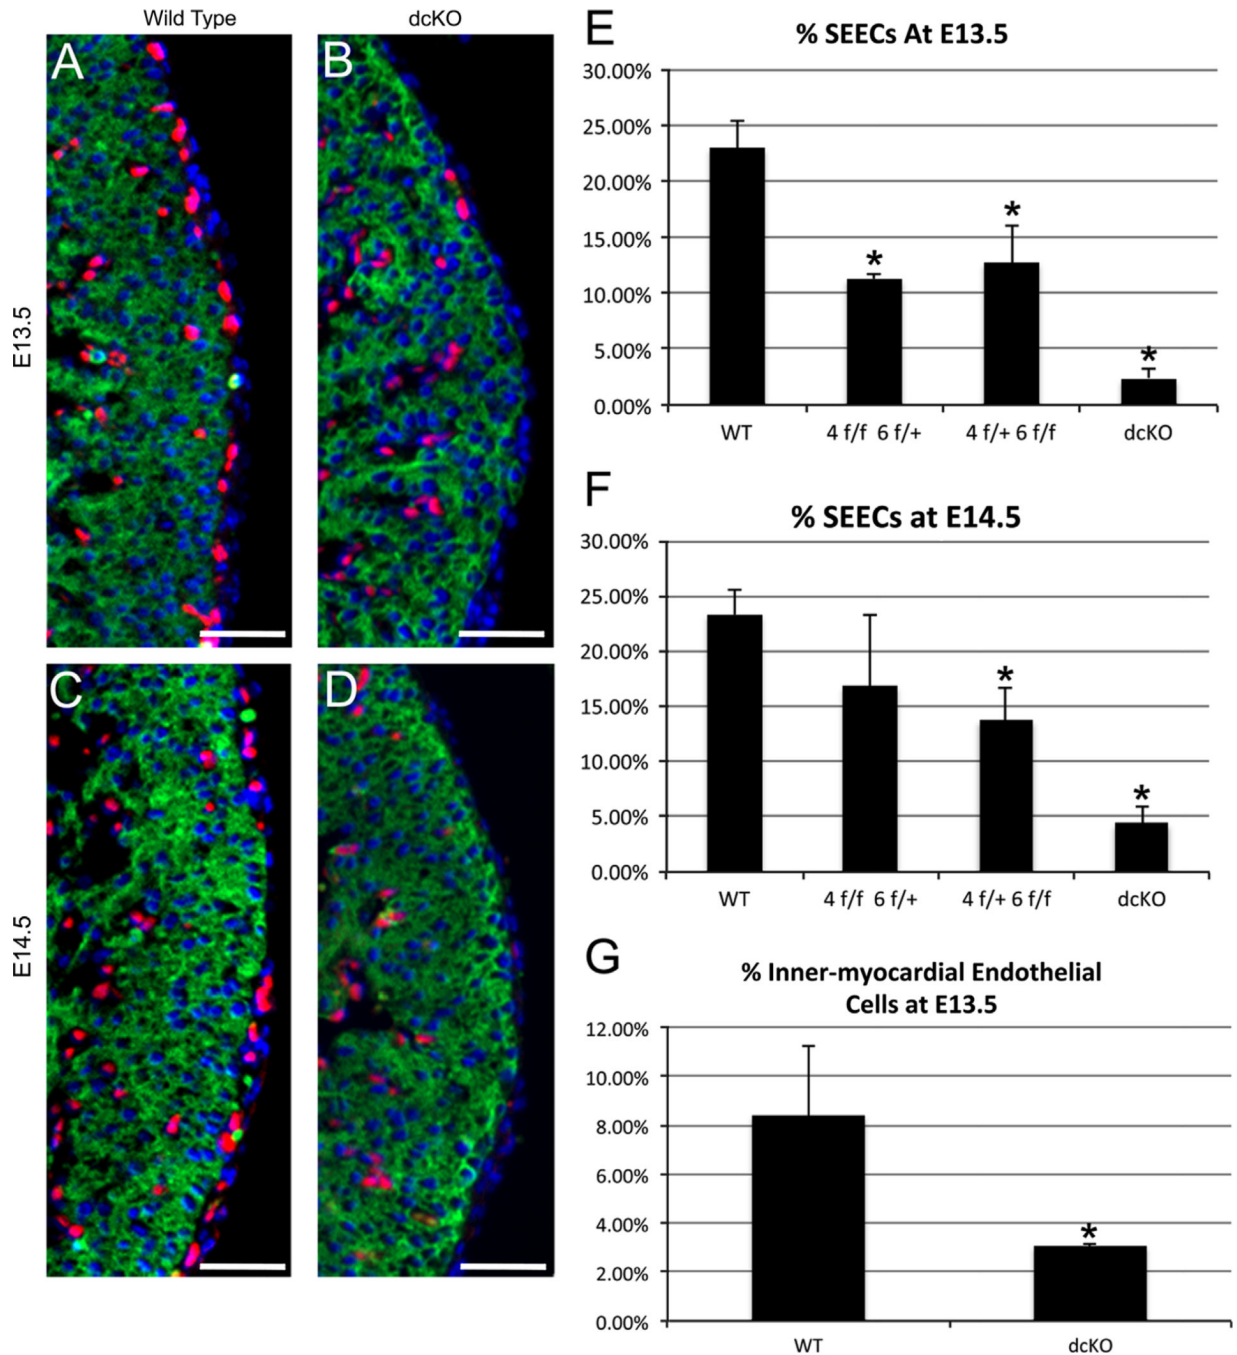 Wild Type
dcKO
E13.5
E14.5
A
B
C
D
E
% SEECs At E13.5
30.00%
25.00%
20.00%
15.00%
10.00%
5.00%
0.00%
*
*
*
WT
4 f/f 6 f/+
4 f/+ 6 f/f
dcKO
F
% SEECs at E14.5
30.00%
25.00%
20.00%
15.00%
10.00%
5.00%
0.00%
*
*
WT
4 f/f 6 f/+
4 f/+ 6 f/f
dcKO
G
% Inner-myocardial Endothelial
Cells at E13.5
12.00%
10.00%
8.00%
6.00%
4.00%
2.00%
0.00%
*
WT
dcKO